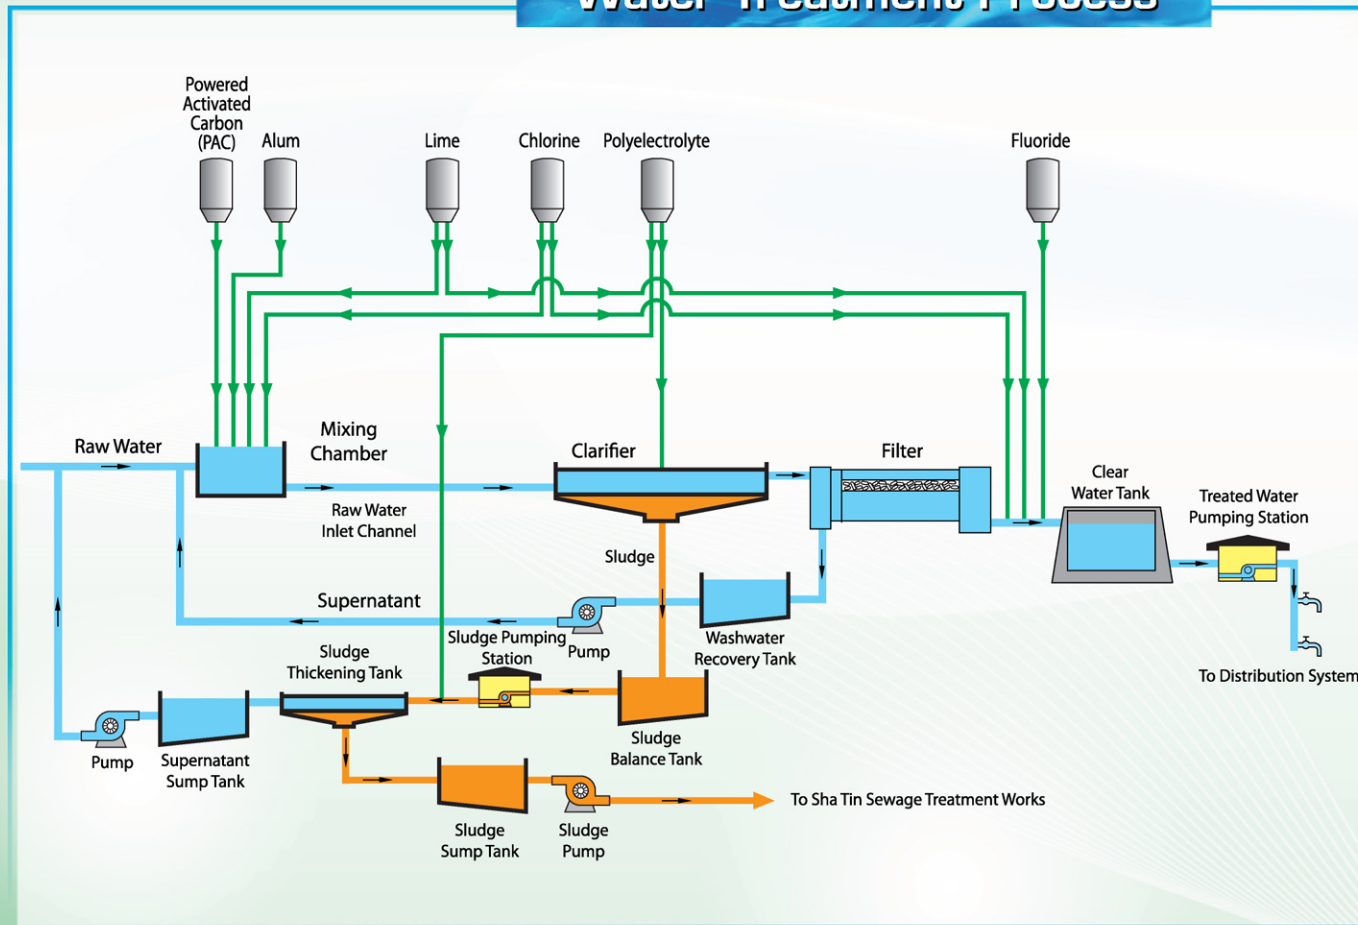 Water Treatment Process
Powered
Activated
Carbon
(PAC)
Alum
Lime
Chlorine
Polyelectrolyte
Fluoride
Raw Water
Mixing
Chamber
Raw Water
Inlet Channel
Clarifier
Filter
Clear
Water Tank
Treated Water
Pumping Station
Sludge
Supernatant
Pump
Washwater
Recovery Tank
To Distribution System
Sludge
Thickening Tank
Sludge Pumping
Station
Sludge
Balance Tank
Pump
Supernatant
Sump Tank
Sludge
Sump Tank
Sludge
Pump
To Sha Tin Sewage Treatment Works